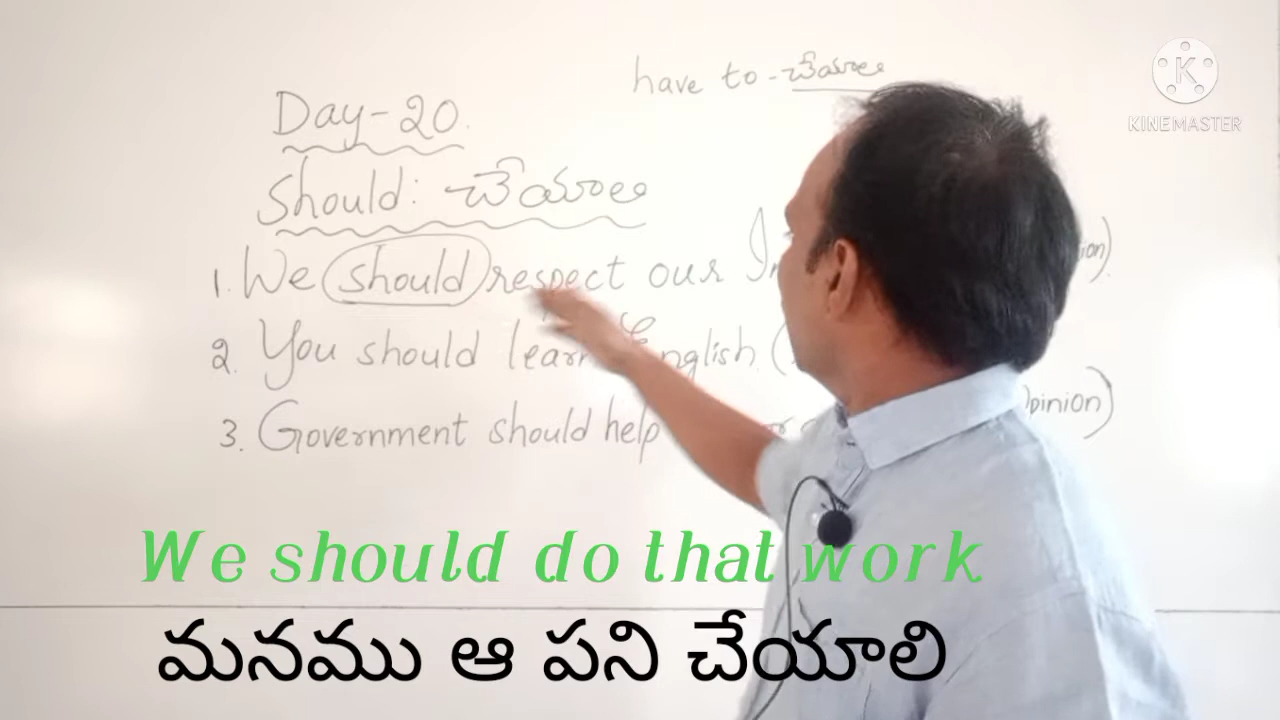 have to - చేయాలి
Day-20.
Should: చేయాలి
1. We should respect our
2. You should learn English. (
3. Government should help
We should do that work
మనము ఆ పని చేయాలి
KINEMASTER